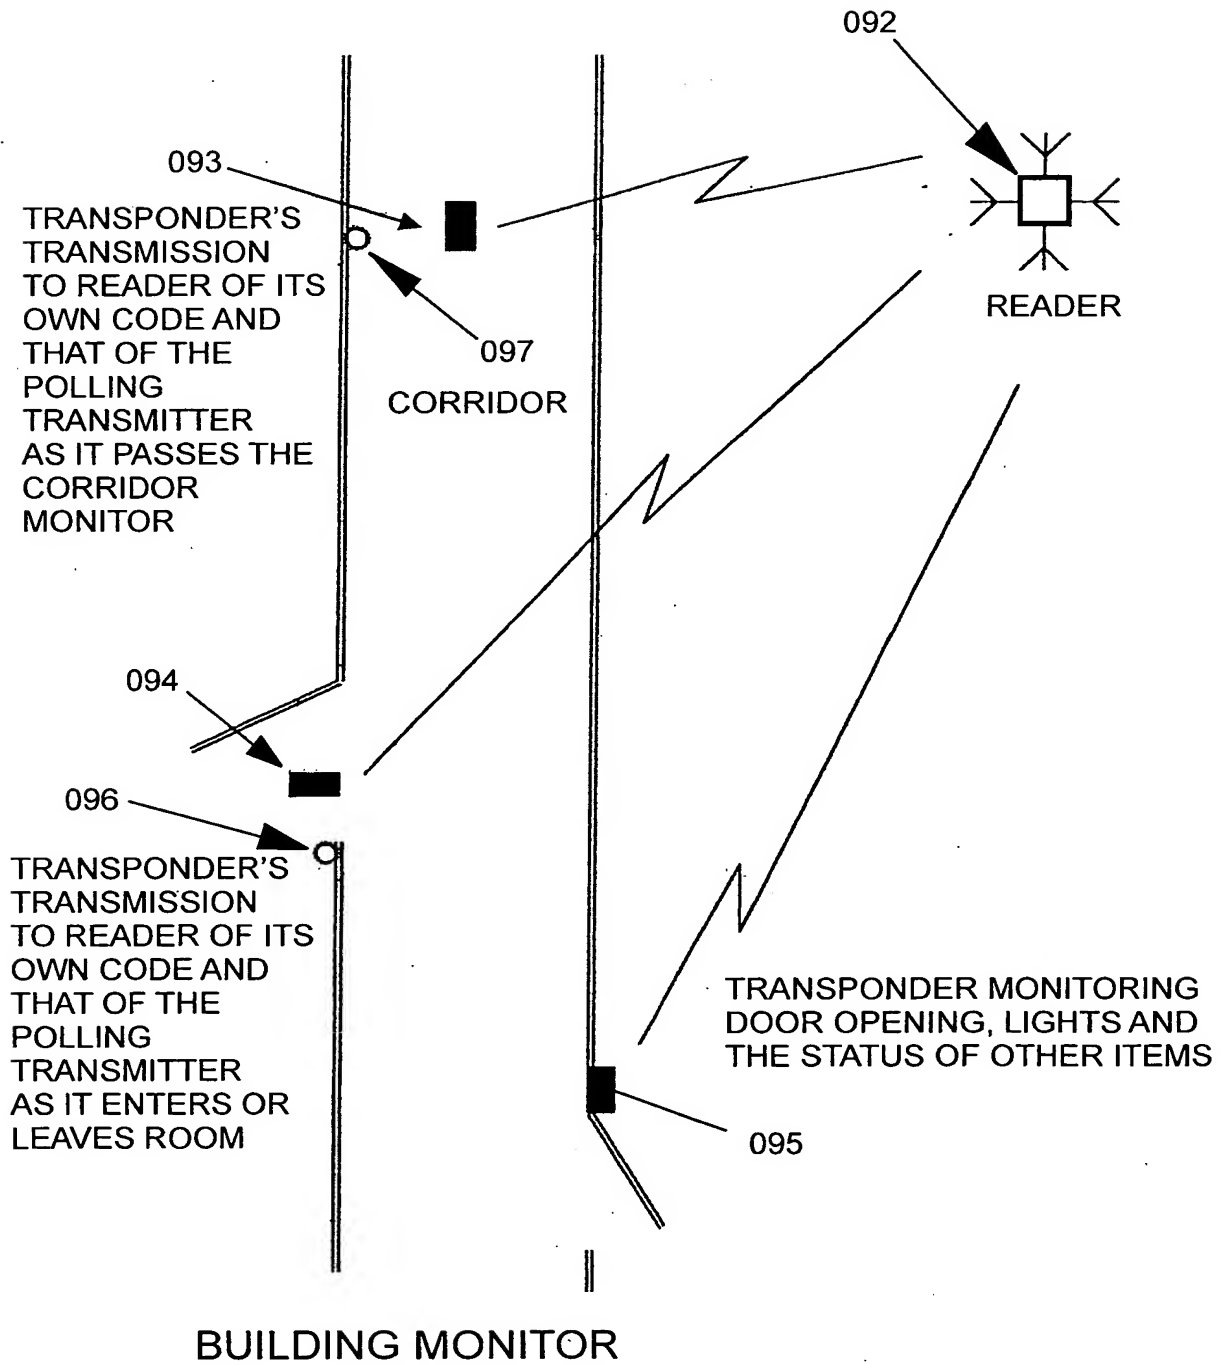 092
093
TRANSPONDER'S
TRANSMISSION
TO READER OF ITS
OWN CODE AND
THAT OF THE
POLLING
TRANSMITTER
AS IT PASSES THE
CORRIDOR
MONITOR
READER
097
CORRIDOR
094
096
TRANSPONDER'S
TRANSMISSION
TO READER OF ITS
OWN CODE AND
THAT OF THE
POLLING
TRANSMITTER
AS IT ENTERS OR
LEAVES ROOM
TRANSPONDER MONITORING
DOOR OPENING, LIGHTS AND
THE STATUS OF OTHER ITEMS
095
BUILDING MONITOR